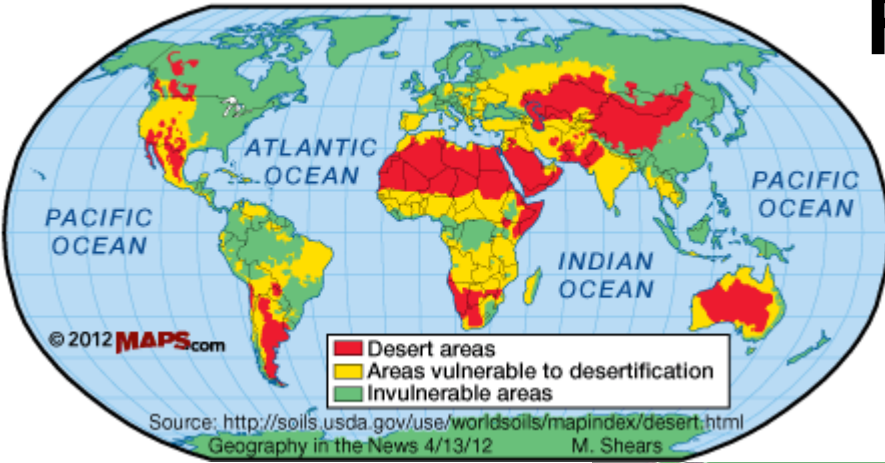 ATLANTIC
OCEAN
PACIFIC
OCEAN
PACIFIC
OCEAN
INDIAN
OCEAN
© 2012 MAPS.com
Desert areas
Areas vulnerable to desertification
Invulnerable areas
Source: http://soils.usda.gov/use/worldsoils/mapindex/desert.html
Geography in the News 4/13/12 M. Shears